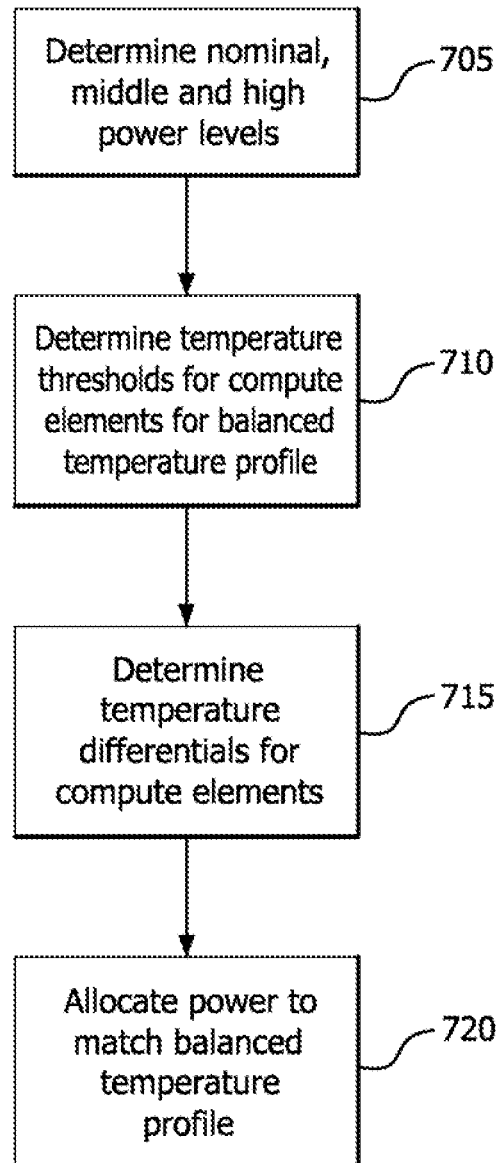 Determine nominal,
middle and high
power levels
705
Determine temperature
thresholds for compute
elements for balanced
temperature profile
710
Determine
temperature
differentials for
compute elements
715
Allocate power to
match balanced
temperature
profile
720